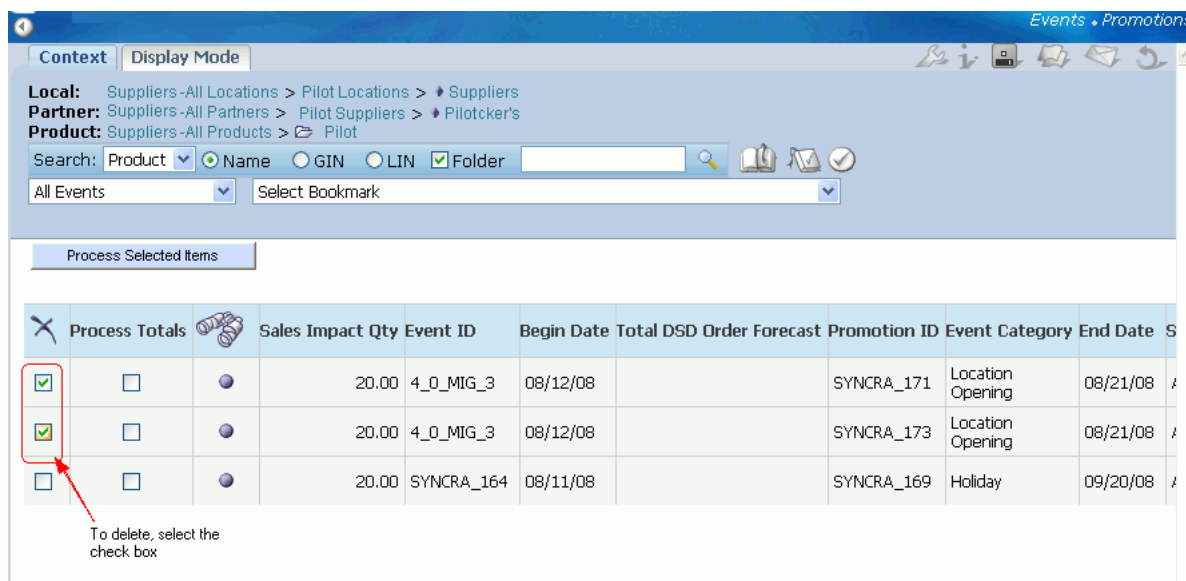 Events • Promotions
Context Display Mode
Local: Suppliers-All Locations > Pilot Locations > Suppliers
Partner: Suppliers-All Partners > Pilot Suppliers > Pilotcker's
Product: Suppliers-All Products > Pilot
Search: Product Name GIN LIN Folder
All Events Select Bookmark
Process Selected Items
Process Totals Sales Impact Qty Event ID Begin Date Total DSD Order Forecast Promotion ID Event Category End Date S
20.00 4_0_MIG_3 08/12/08 SYNCRA_171 Location Opening 08/21/08
20.00 4_0_MIG_3 08/12/08 SYNCRA_173 Location Opening 08/21/08
20.00 SYNCRA_164 08/11/08 SYNCRA_169 Holiday 09/20/08
To delete, select the
check box